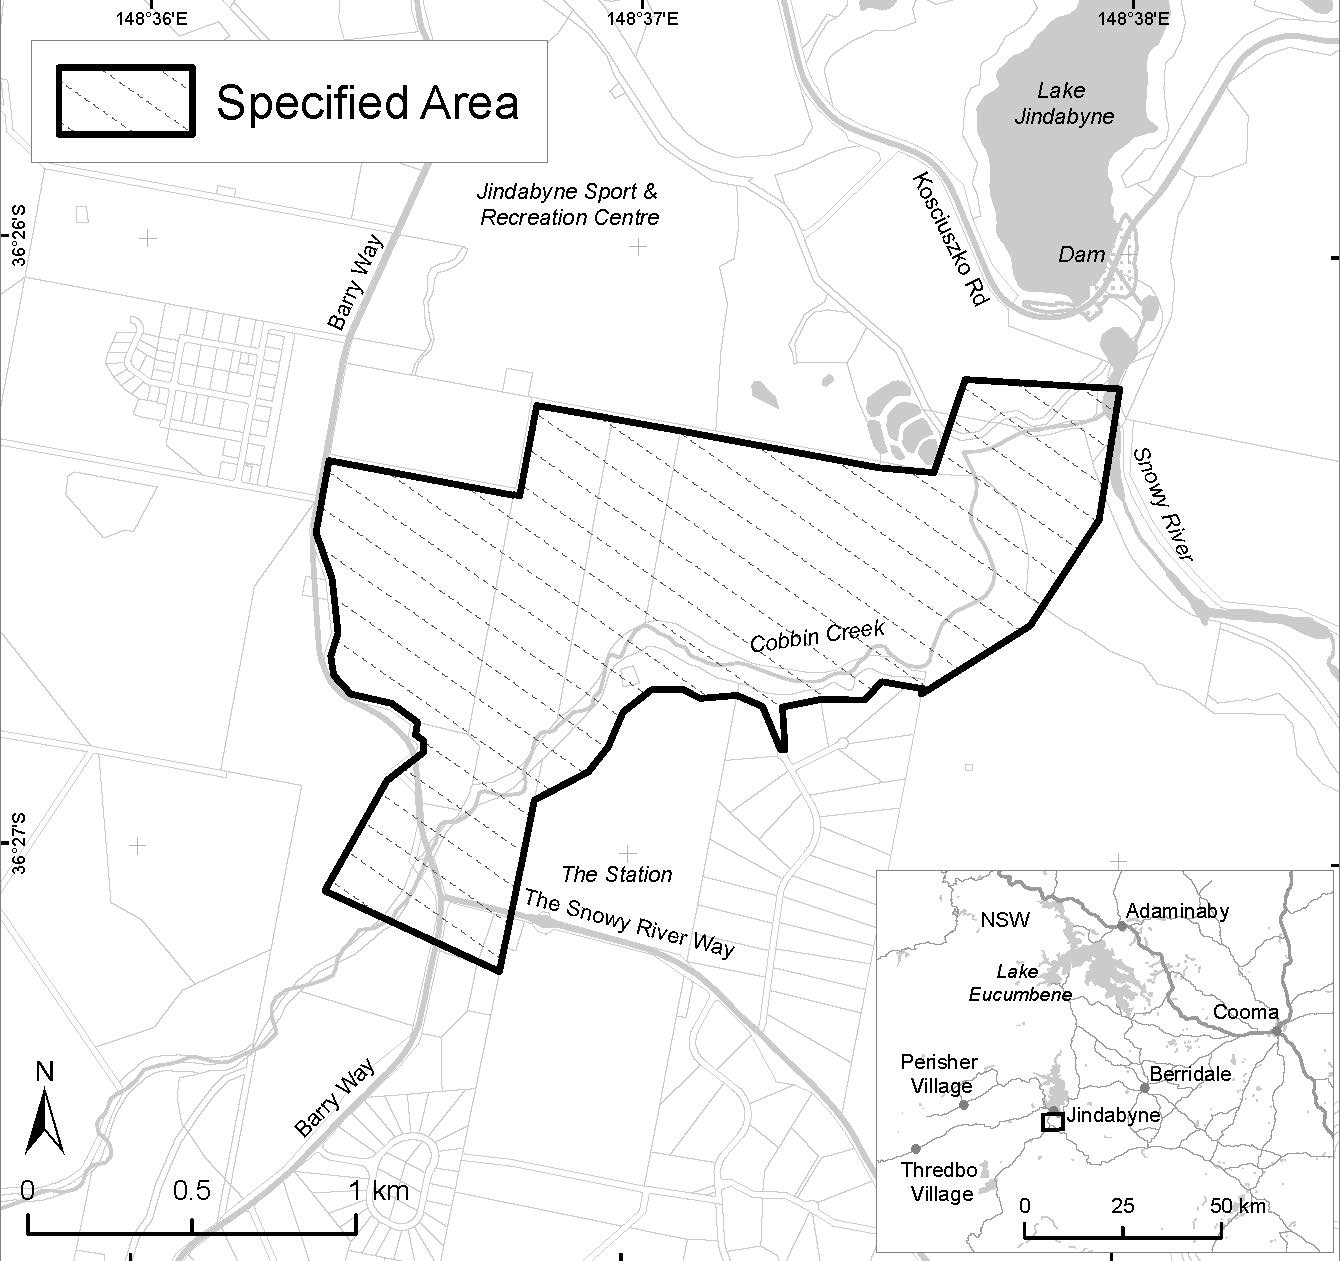 148°36'E
148°37'E
148°38'E
Specified Area
Lake
Jindabyne
Jindabyne Sport &
Recreation Centre
Kosciuszko Rd
36°26'S
Barry Way
Dam
Snowy River
Cobbin Creek
36°27'S
The Station
The Snowy River Way
Barry Way
N
0 0.5 1 km
NSW
Adaminaby
Lake
Eucumbene
Cooma
Perisher
Village
Berridale
Jindabyne
Thredbo
Village
0 25 50 km